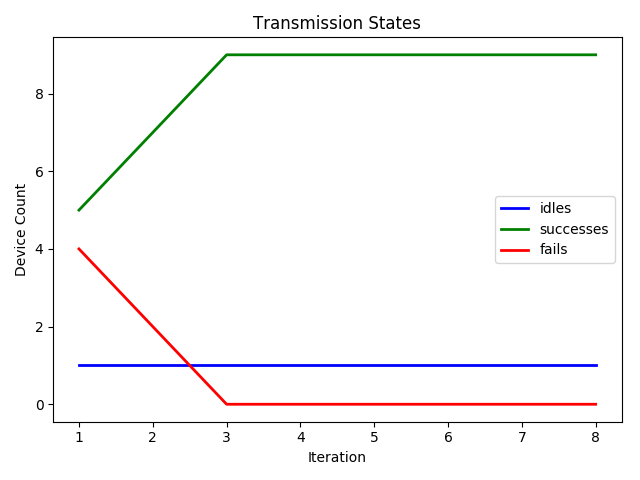 Transmission States
Device Count
8
6
4
2
0
idles
successes
fails
1 2 3 4 5 6 7 8
Iteration